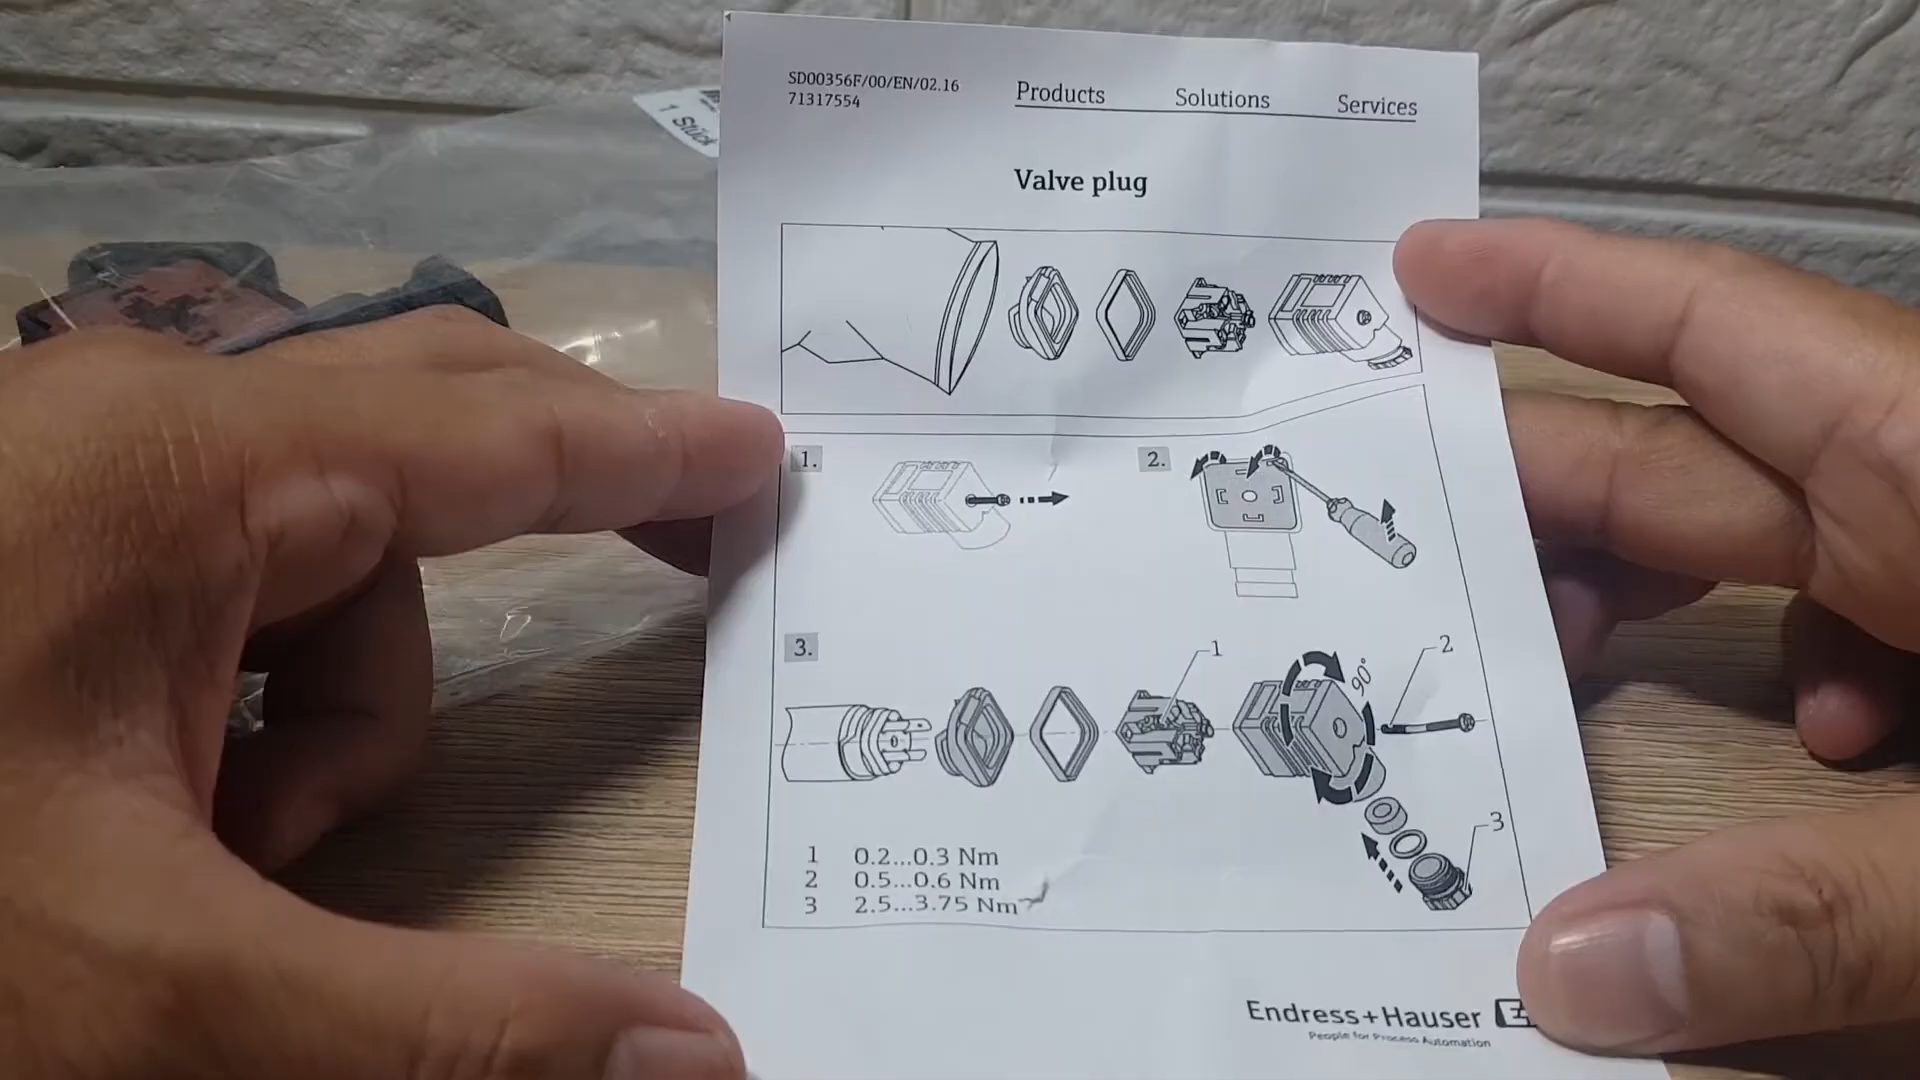 1 Stück
SD00356F/00/EN/02.16
71317554
Products Solutions Services
Valve plug
1.
2.
3.
1
2
90°
3
1 0.2...0.3 Nm
2 0.5...0.6 Nm
3 2.5...3.75 Nm
Endress+Hauser
People for Process Automation